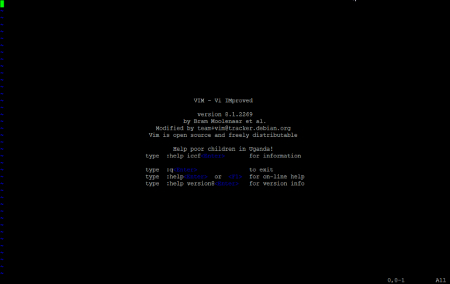 VIM - Vi IMproved
version 8.1.2269
by Bram Moolenaar et al.
Modified by team+vim@tracker.debian.org
Vim is open source and freely distributable
Help poor children in Uganda!
type :help iccf<Enter> for information
type :q<Enter> to exit
type :help<Enter> or <F1> for on-line help
type :help version8<Enter> for version info
0,0-1 All